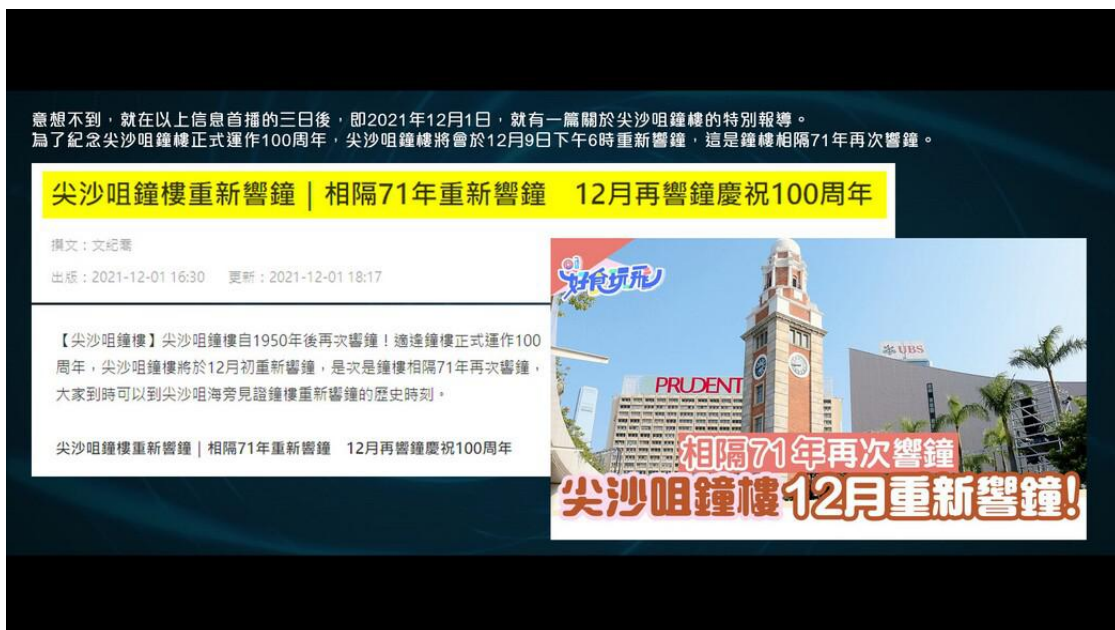 意想不到，就在以上信息首播的三日後，即2021年12月1日，就有一篇關於尖沙咀鐘樓的特別報導。
為了紀念尖沙咀鐘樓正式運作100周年，尖沙咀鐘樓將會於12月9日下午6時重新響鐘，這是鐘樓相隔71年再次響鐘。
尖沙咀鐘樓重新響鐘｜相隔71年重新響鐘　12月再響鐘慶祝100周年
撰文：文紀喬
出版：2021-12-01 16:30　更新：2021-12-01 18:17
【尖沙咀鐘樓】尖沙咀鐘樓自1950年後再次響鐘！適逢鐘樓正式運作100
周年，尖沙咀鐘樓將於12月初重新響鐘，是次是鐘樓相隔71年再次響鐘，
大家到時可以到尖沙咀海旁見證鐘樓重新響鐘的歷史時刻。
尖沙咀鐘樓重新響鐘｜相隔71年重新響鐘　12月再響鐘慶祝100周年
好食玩飛
UBS
PRUDENT
相隔71年再次響鐘
尖沙咀鐘樓12月重新響鐘!